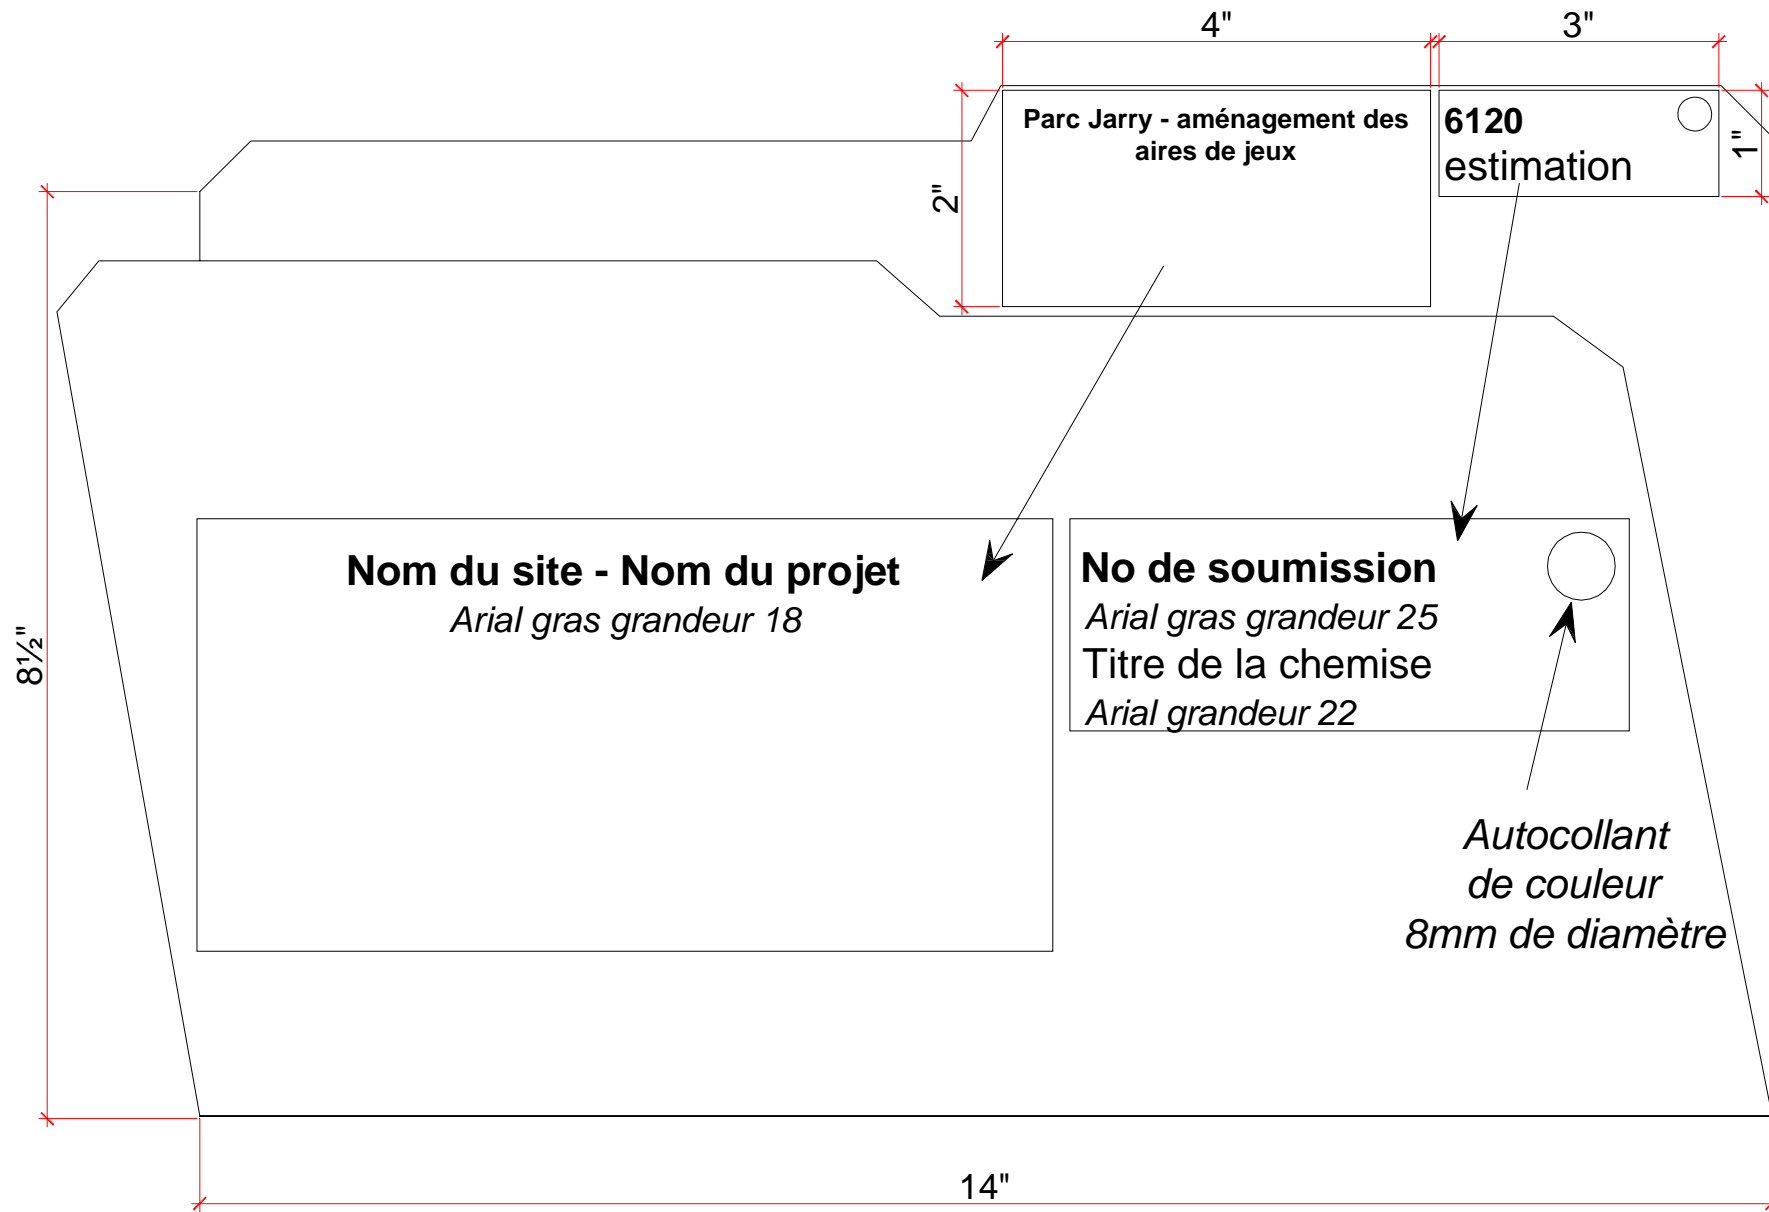 4"
3"
Parc Jarry - aménagement des
aires de jeux
6120
estimation
1"
2"
8½"
Nom du site - Nom du projet
Arial gras grandeur 18
No de soumission
Arial gras grandeur 25
Titre de la chemise
Arial grandeur 22
Autocollant
de couleur
8mm de diamètre
14"